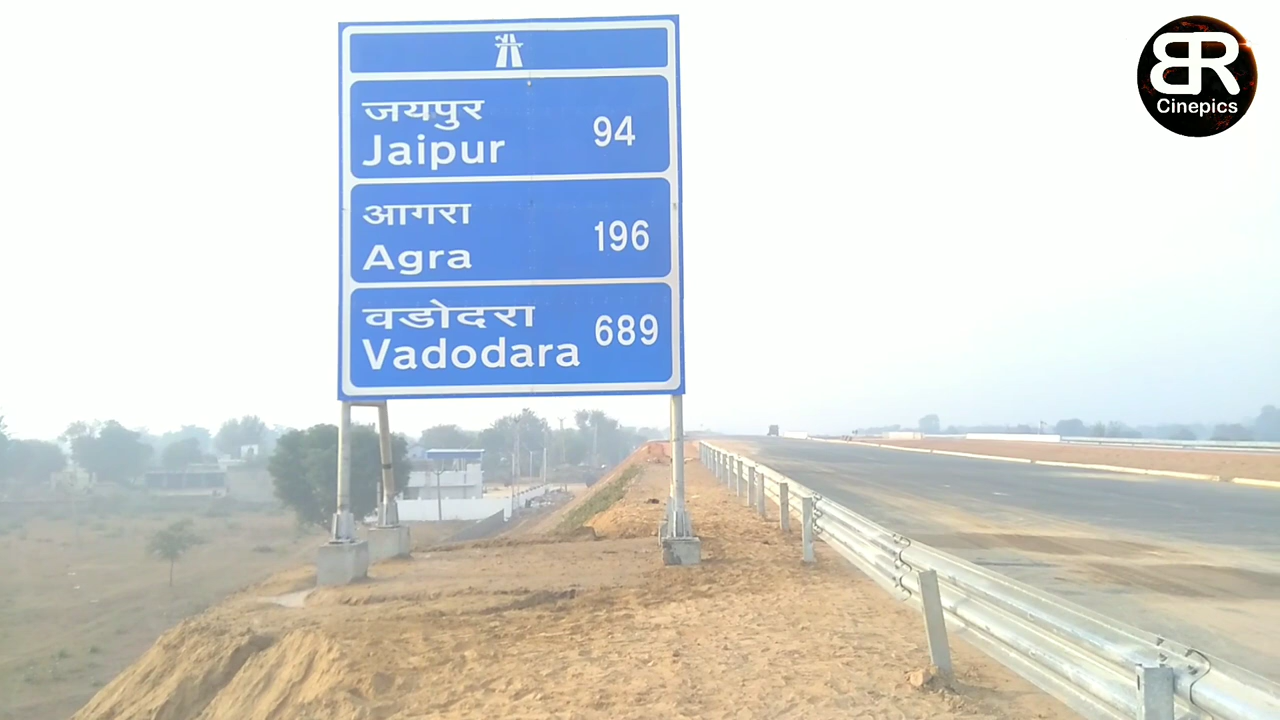 जयपुर
Jaipur 94
आगरा
Agra 196
वडोदरा
Vadodara 689
BR
Cinepics